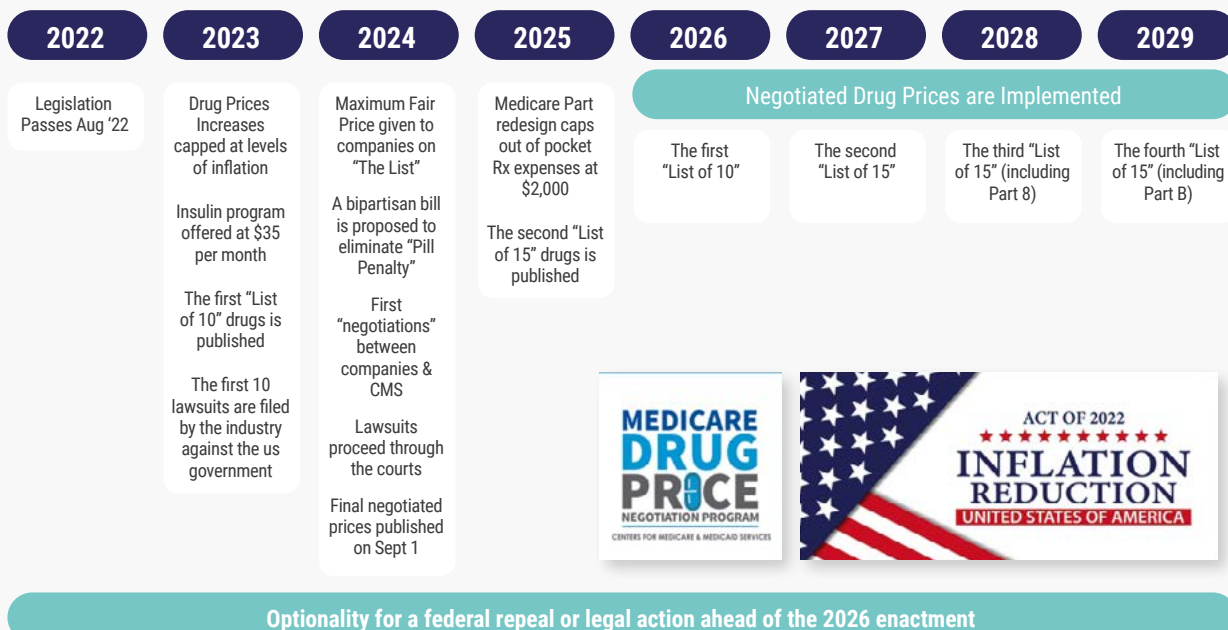 2022
2023
2024
2025
2026
2027
2028
2029
Legislation
Passes Aug ‘22
Drug Prices
Increases
capped at levels
of inflation
Insulin program
offered at $35
per month
The first “List
of 10” drugs is
published
The first 10
lawsuits are filed
by the industry
against the us
government
Maximum Fair
Price given to
companies on
“The List”
A bipartisan bill
is proposed to
eliminate “Pill
Penalty”
First
“negotiations”
between
companies &
CMS
Lawsuits
proceed through
the courts
Final negotiated
prices published
on Sept 1
Medicare Part
redesign caps
out of pocket
Rx expenses at
$2,000
The second “List
of 15” drugs is
published
Negotiated Drug Prices are Implemented
The first
“List of 10”
The second
“List of 15”
The third “List
of 15” (including
Part 8)
The fourth “List
of 15” (including
Part B)
MEDICARE
DRUG
PRICE
NEGOTIATION PROGRAM
CENTERS FOR MEDICARE & MEDICAID SERVICES
ACT OF 2022
INFLATION
REDUCTION
UNITED STATES OF AMERICA
Optionality for a federal repeal or legal action ahead of the 2026 enactment